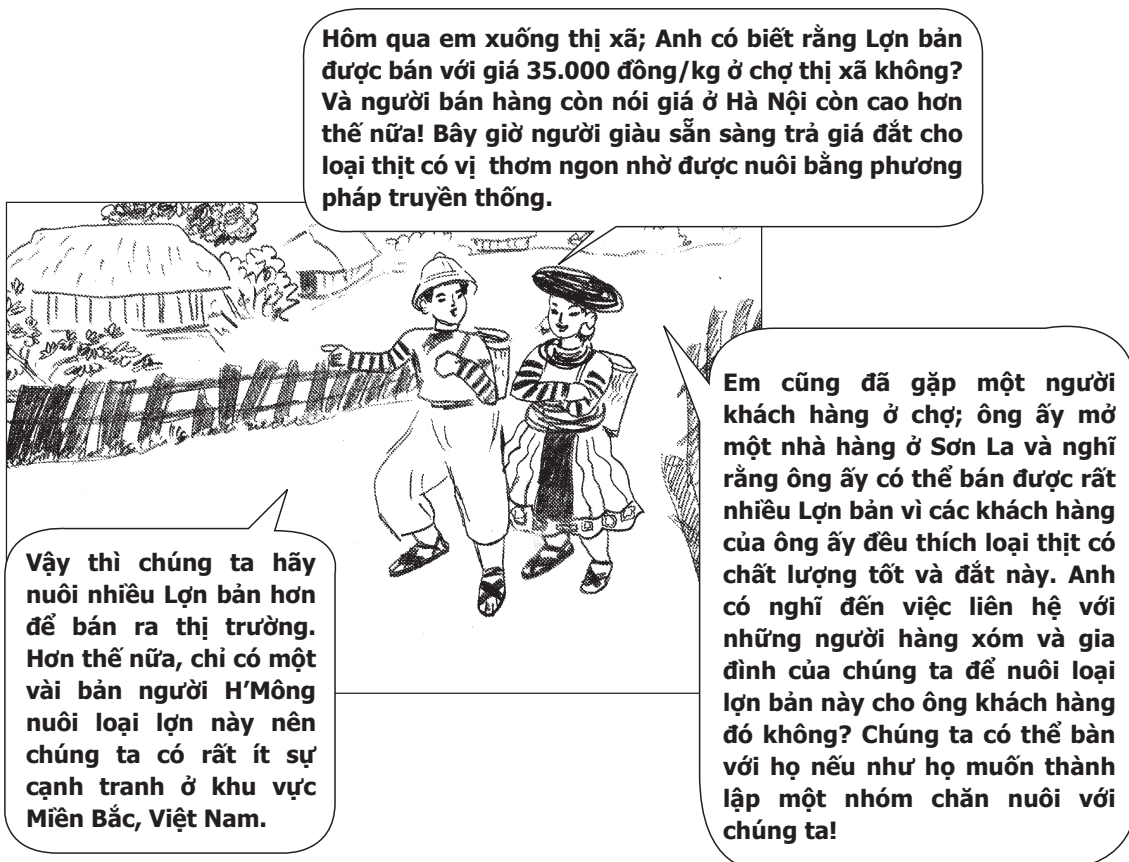 Hôm qua em xuống thị xã; Anh có biết rằng Lợn bản
được bán với giá 35.000 đồng/kg ở chợ thị xã không?
Và người bán hàng còn nói giá ở Hà Nội còn cao hơn
thế nữa! Bây giờ người giàu sẵn sàng trả giá đắt cho
loại thịt có vị thơm ngon nhờ được nuôi bằng phương
pháp truyền thống.
Vậy thì chúng ta hãy
nuôi nhiều Lợn bản hơn
để bán ra thị trường.
Hơn thế nữa, chỉ có một
vài bản người H’Mông
nuôi loại lợn này nên
chúng ta có rất ít sự
cạnh tranh ở khu vực
Miền Bắc, Việt Nam.
Em cũng đã gặp một người
khách hàng ở chợ; ông ấy mở
một nhà hàng ở Sơn La và nghĩ
rằng ông ấy có thể bán được rất
nhiều Lợn bản vì các khách hàng
của ông ấy đều thích loại thịt có
chất lượng tốt và đắt này. Anh
có nghĩ đến việc liên hệ với
những người hàng xóm và gia
đình của chúng ta để nuôi loại
lợn bản này cho ông khách hàng
đó không? Chúng ta có thể bàn
với họ nếu như họ muốn thành
lập một nhóm chăn nuôi với
chúng ta!